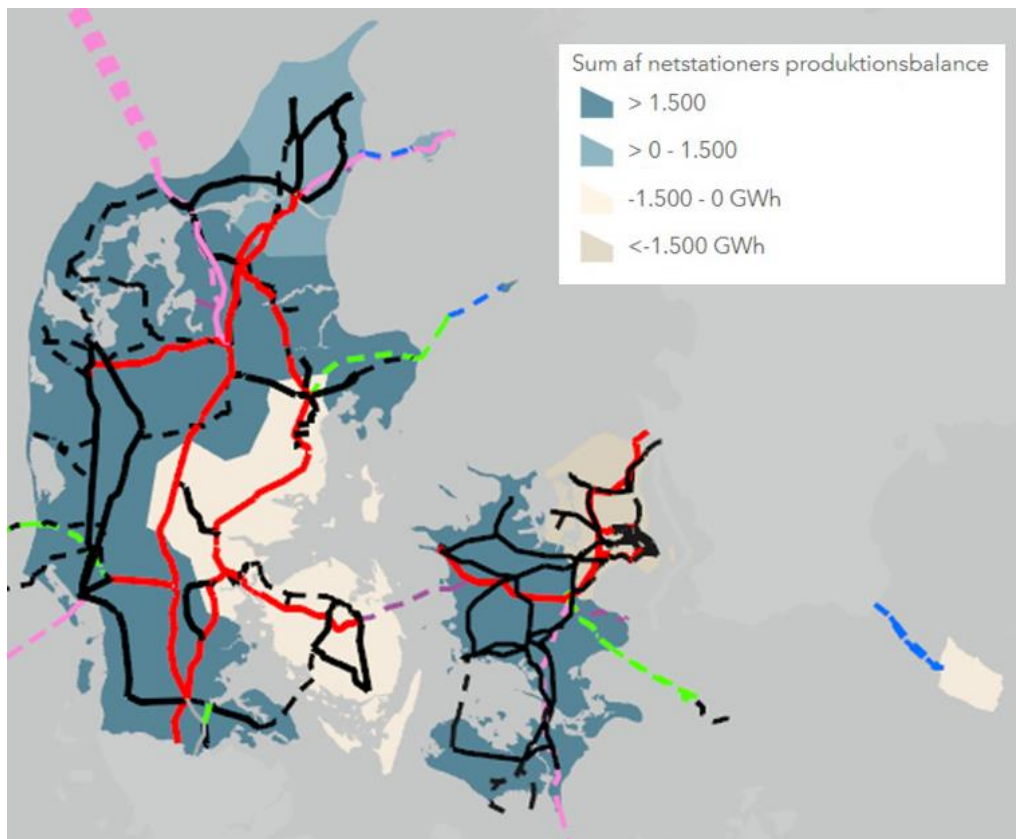 Sum af netstationers produktionsbalance
> 1.500
> 0 - 1.500
-1.500 - 0 GWh
<-1.500 GWh